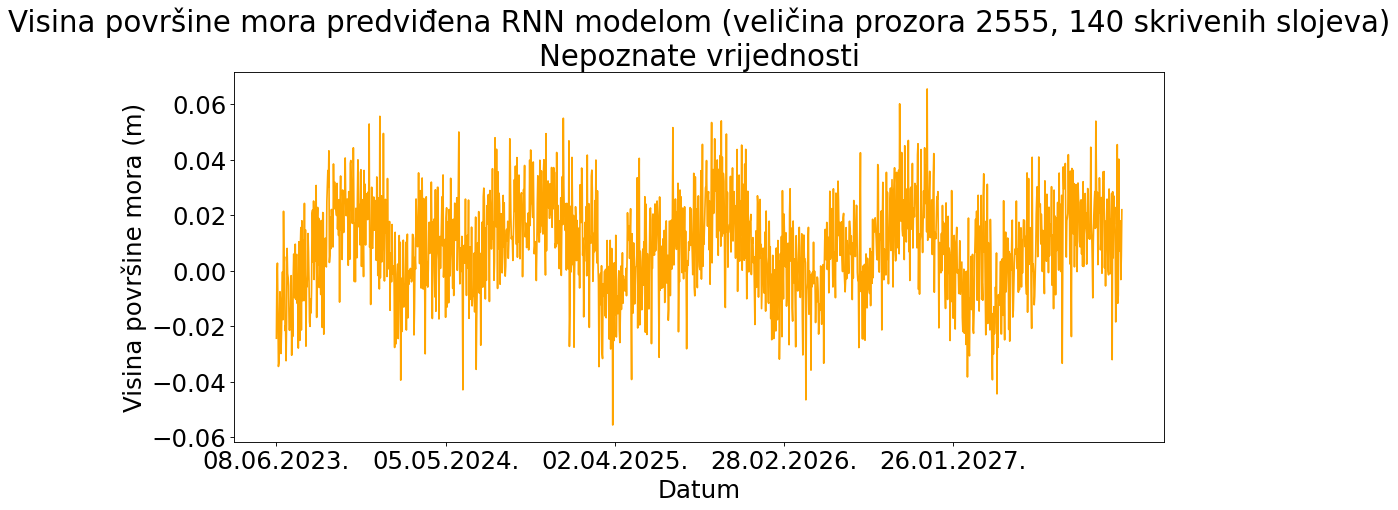 Visina površine mora predviđena RNN modelom (veličina prozora 2555, 140 skrivenih slojeva)
Nepoznate vrijednosti
Visina površine mora (m)
0.06
0.04
0.02
0.00
−0.02
−0.04
−0.06
08.06.2023. 05.05.2024. 02.04.2025. 28.02.2026. 26.01.2027.
Datum